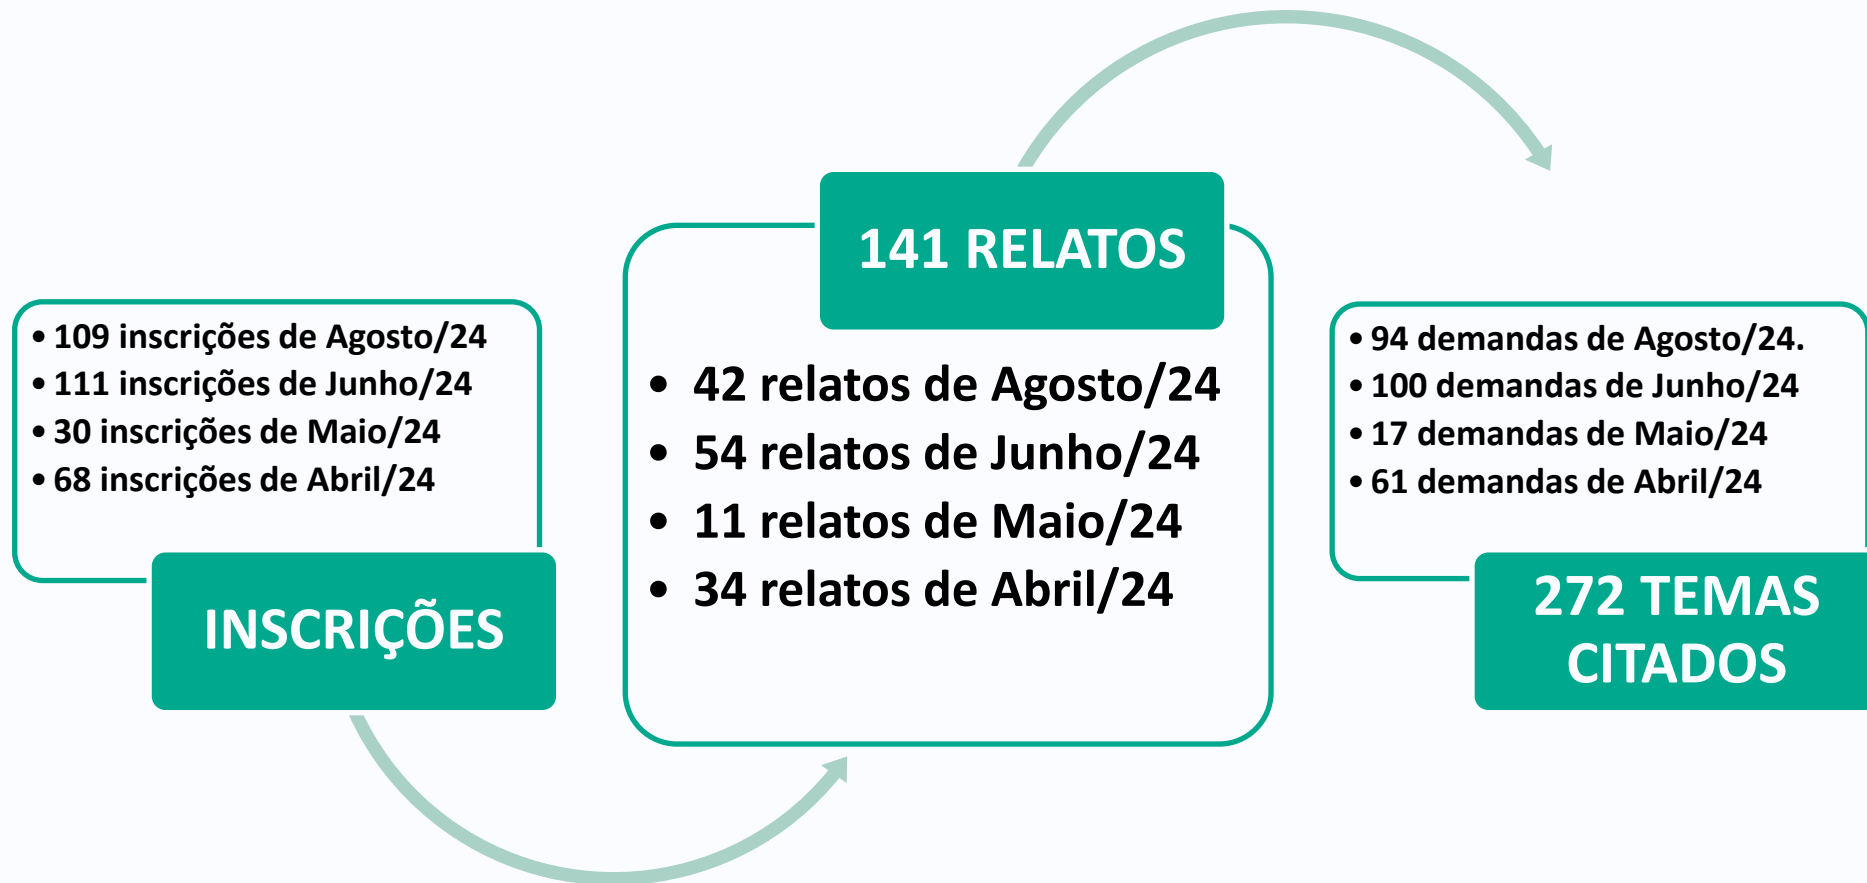 • 109 inscrições de Agosto/24
• 111 inscrições de Junho/24
• 30 inscrições de Maio/24
• 68 inscrições de Abril/24
INSCRIÇÕES
141 RELATOS
• 42 relatos de Agosto/24
• 54 relatos de Junho/24
• 11 relatos de Maio/24
• 34 relatos de Abril/24
• 94 demandas de Agosto/24.
• 100 demandas de Junho/24
• 17 demandas de Maio/24
• 61 demandas de Abril/24
272 TEMAS
CITADOS